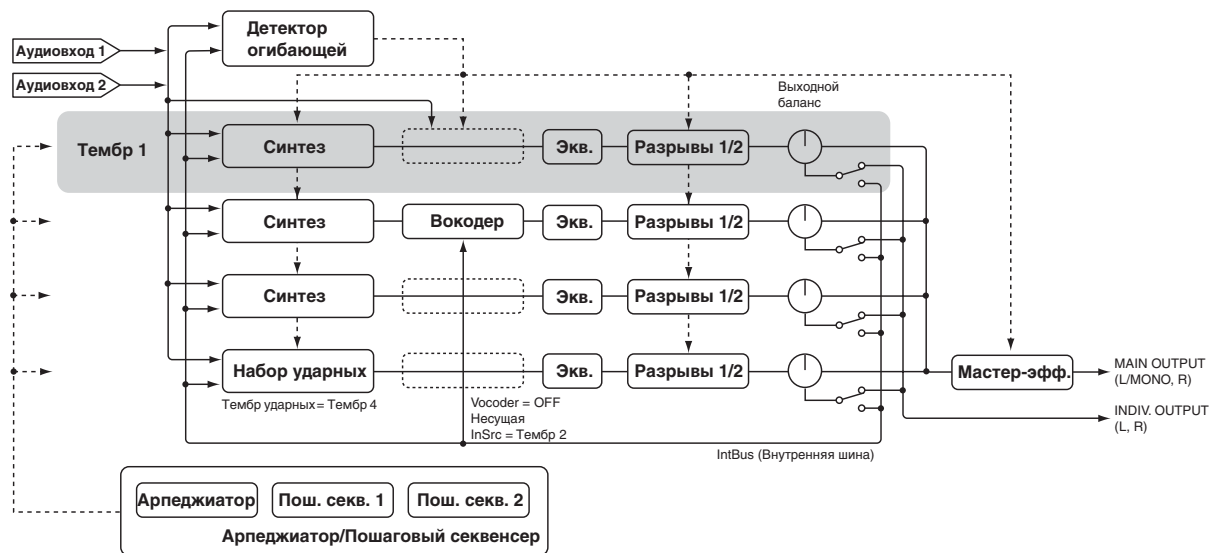 Детектор
огибающей
Аудиовход 1
Аудиовход 2
Выходной
баланс
Тембр 1
Синтез
Экв.
Разрывы 1/2
Синтез
Вокодер
Экв.
Разрывы 1/2
Синтез
Экв.
Разрывы 1/2
Набор ударных
Экв.
Разрывы 1/2
Мастер-эфф.
MAIN OUTPUT
(L/MONO, R)
Тембр ударных= Тембр 4
Vocoder = OFF
Несущая
InSrc = Тембр 2
INDIV. OUTPUT
(L, R)
IntBus (Внутренняя шина)
Арпеджиатор
Пош. секв. 1
Пош. секв. 2
Арпеджиатор/Пошаговый секвенсер